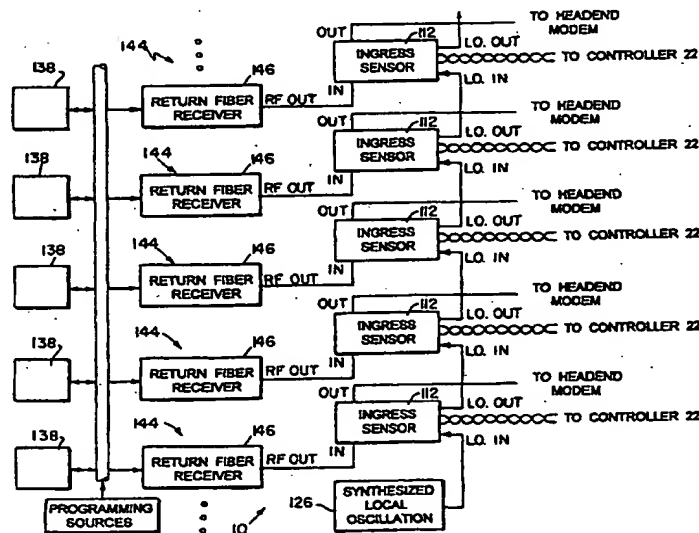 TO HEADEND MODEM
OUT
112
LO. OUT
144
INGRESS SENSOR
TO CONTROLLER 22
138
146
LO. IN
RETURN FIBER RECEIVER
RF OUT
IN
TO HEADEND MODEM
OUT
112
LO. OUT
138
144
146
INGRESS SENSOR
TO CONTROLLER 22
LO. IN
RETURN FIBER RECEIVER
RF OUT
IN
TO HEADEND MODEM
OUT
112
LO. OUT
138
144
146
INGRESS SENSOR
TO CONTROLLER 22
LO. IN
RETURN FIBER RECEIVER
RF OUT
IN
TO HEADEND MODEM
OUT
112
LO. OUT
138
144
146
INGRESS SENSOR
TO CONTROLLER 22
LO. IN
RETURN FIBER RECEIVER
RF OUT
IN
TO HEADEND MODEM
OUT
112
LO. OUT
138
144
146
INGRESS SENSOR
TO CONTROLLER 22
LO. IN
RETURN FIBER RECEIVER
RF OUT
IN
PROGRAMMING SOURCES
10
126
SYNTHESIZED LOCAL OSCILLATION